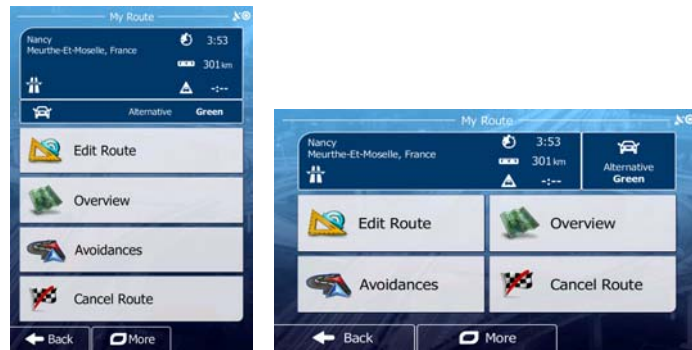 My Route
Nancy
Meurthe-Et-Moselle, France
3:53
301 km
-:--
Alternative Green
Edit Route
Overview
Avoidances
Cancel Route
Back More
My Route
Nancy
Meurthe-Et-Moselle, France
3:53
301 km
-:--
Alternative
Green
Edit Route Overview
Avoidances Cancel Route
Back More